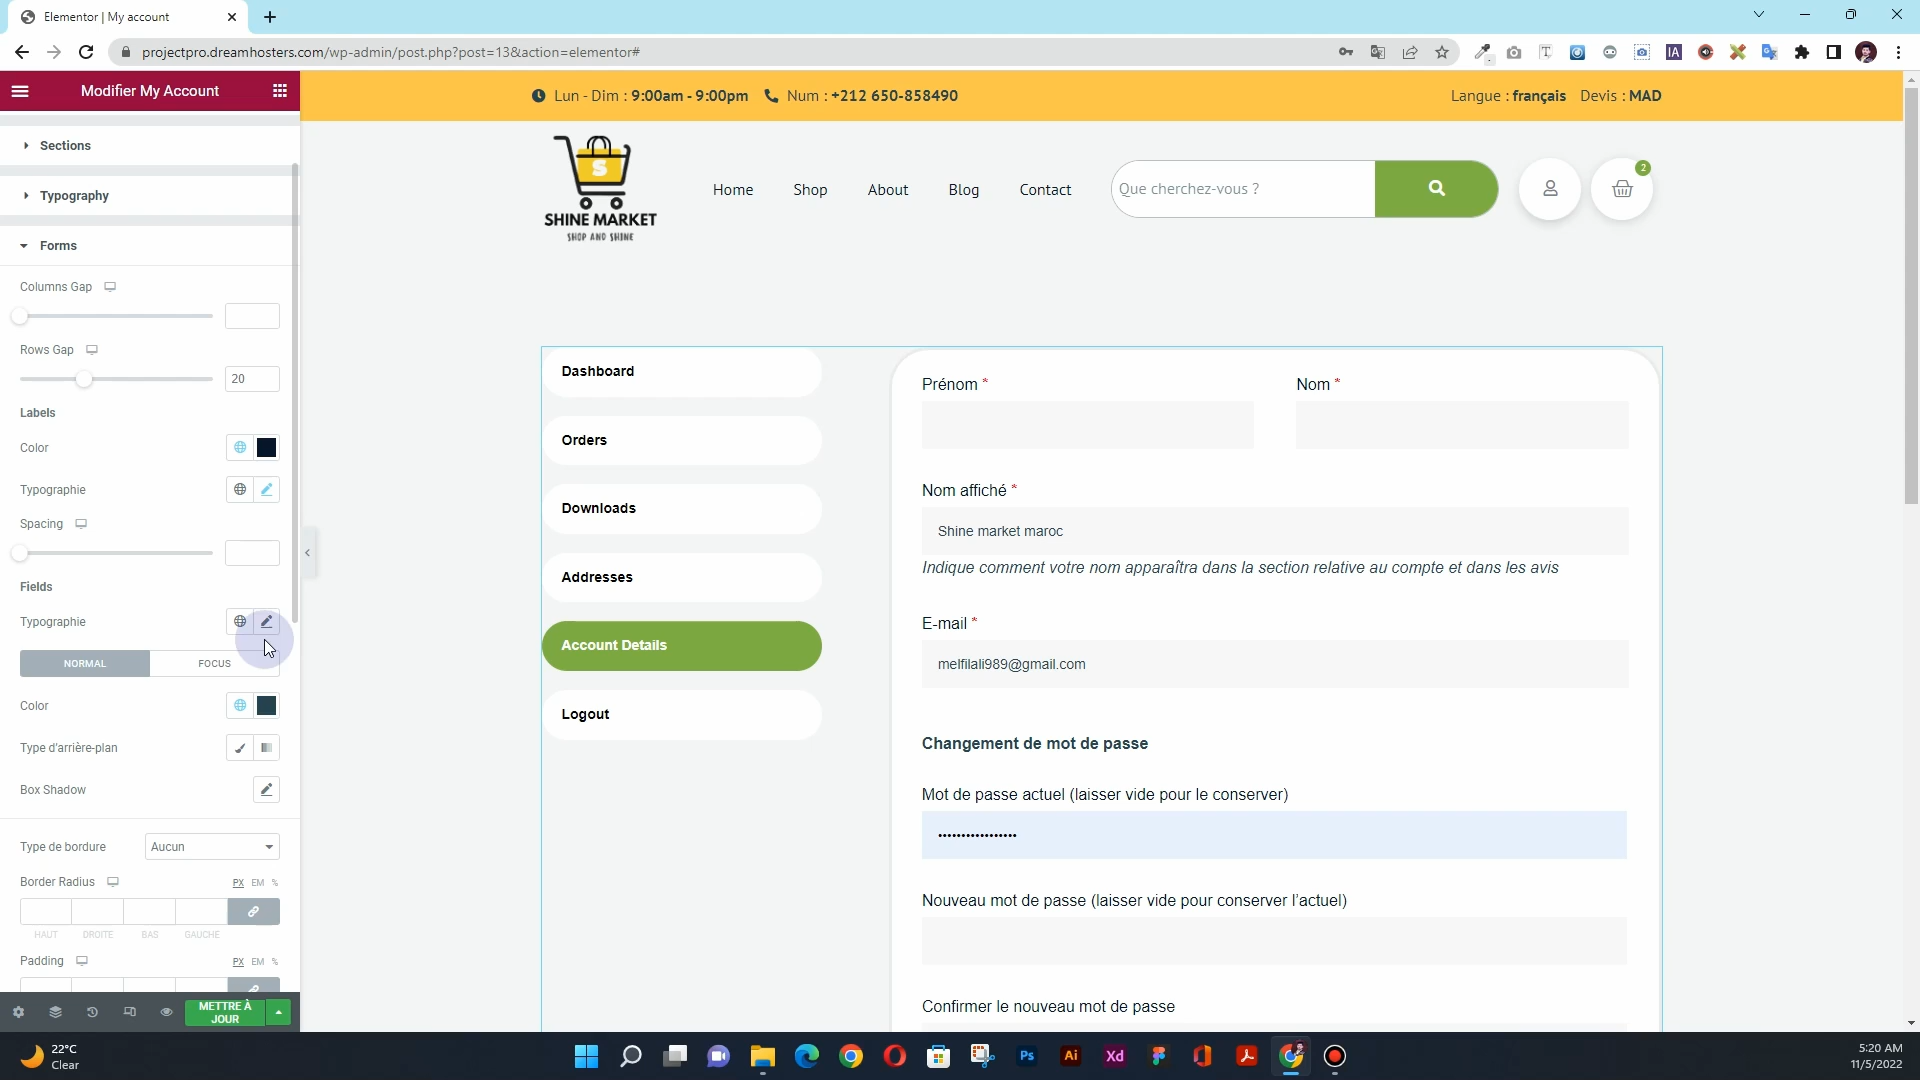 Elementor | My account
projectpro.dreamhosters.com/wp-admin/post.php?post=13&action=elementor#
Modifier My Account
Sections
Typography
Forms
Columns Gap
Rows Gap
20
Labels
Color
Typographie
Spacing
Fields
Typographie
NORMAL
FOCUS
Color
Type d'arrière-plan
Box Shadow
Type de bordure
Aucun
Border Radius
PX EM %
HAUT DROITE BAS GAUCHE
Padding
PX EM %
METTRE À
JOUR
Lun - Dim : 9:00am - 9:00pm
Num : +212 650-858490
Langue : français
Devis : MAD
S
SHINE MARKET
SHOP AND SHINE
Home
Shop
About
Blog
Contact
Que cherchez-vous ?
2
Dashboard
Orders
Downloads
Addresses
Account Details
Logout
Prénom *
Nom *
Nom affiché *
Shine market maroc
Indique comment votre nom apparaîtra dans la section relative au compte et dans les avis
E-mail *
melfilali989@gmail.com
Changement de mot de passe
Mot de passe actuel (laisser vide pour le conserver)
•••••••••••••••••
Nouveau mot de passe (laisser vide pour conserver l'actuel)
Confirmer le nouveau mot de passe
22°C
Clear
Ps
Ai
Xd
5:20 AM
11/5/2022
IA